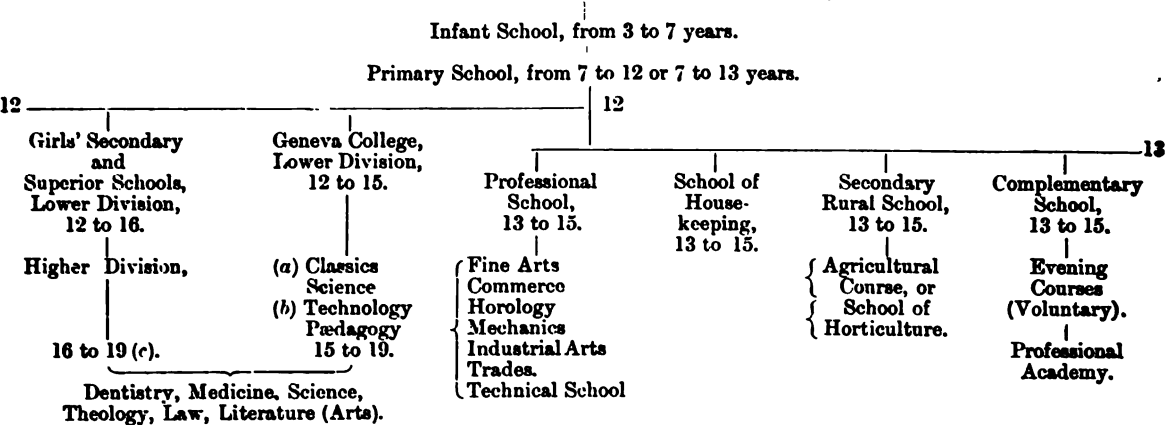 Infant School, from 3 to 7 years.
Primary School, from 7 to 12 or 7 to 13 years.
12
12
Girls' Secondary
and
Superior Schools,
Lower Division,
12 to 16.
Higher Division,
16 to 19 (c).
Geneva College,
Lower Division,
12 to 15.
(a) Classics
Science
(b) Technology
Pædagogy
15 to 19.
Dentistry, Medicine, Science,
Theology, Law, Literature (Arts).
13
Professional
School,
13 to 15.
Fine Arts
Commerce
Horology
Mechanics
Industrial Arts
Trades.
Technical School
School of
House-
keeping,
13 to 15.
Secondary
Rural School,
13 to 15.
Agricultural
Course, or
School of
Horticulture.
Complementary
School,
13 to 15.
Evening
Courses
(Voluntary).
Professional
Academy.